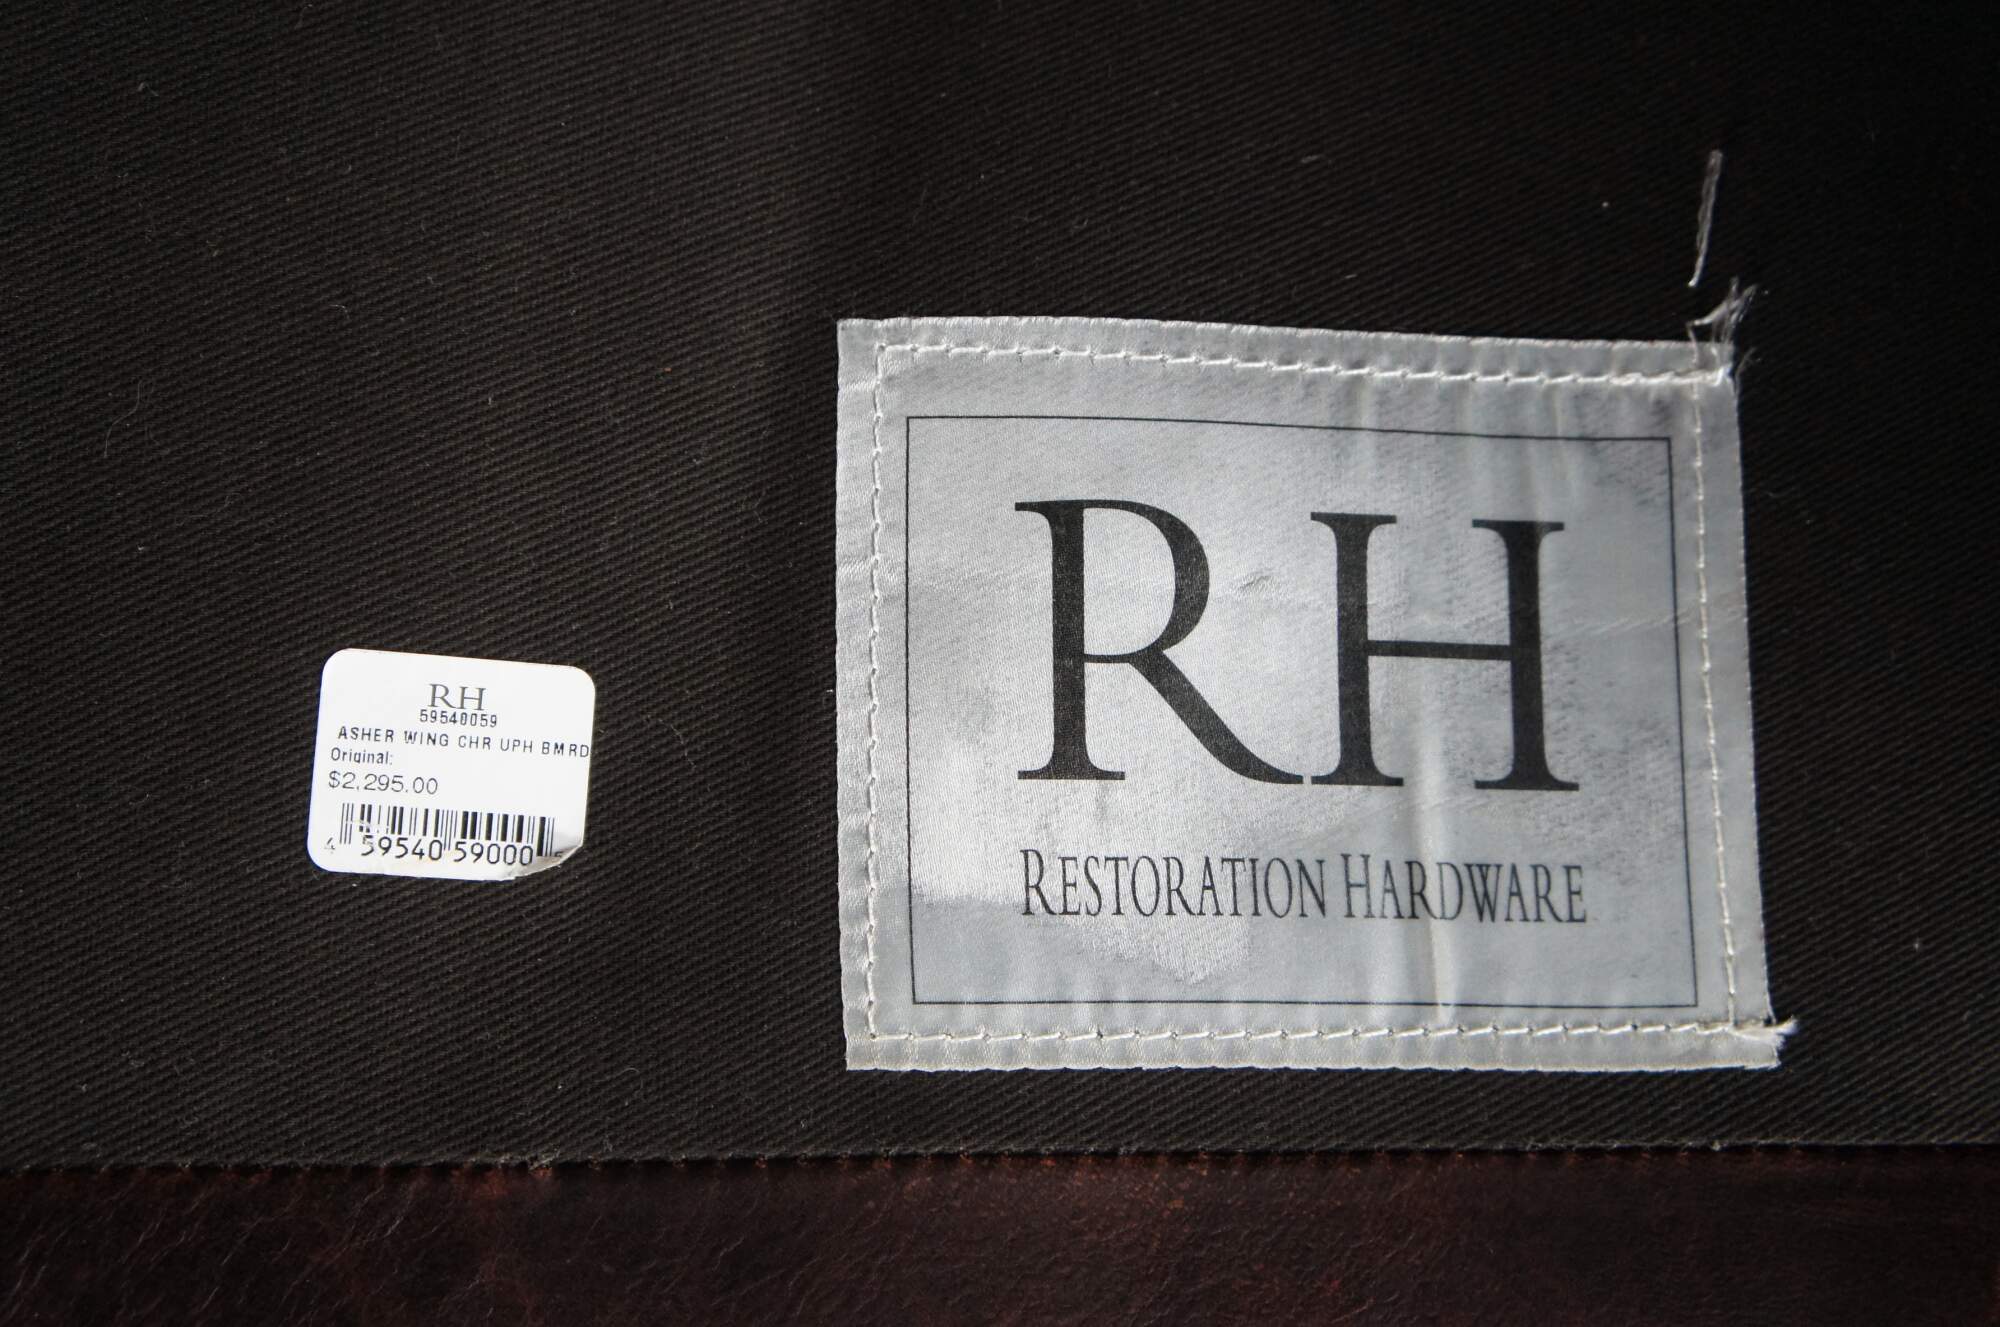 RH
59540059
ASHER WING CHR UPH BMRD
Original:
$2,295.00
4 59540 59000
RH
RESTORATION HARDWARE